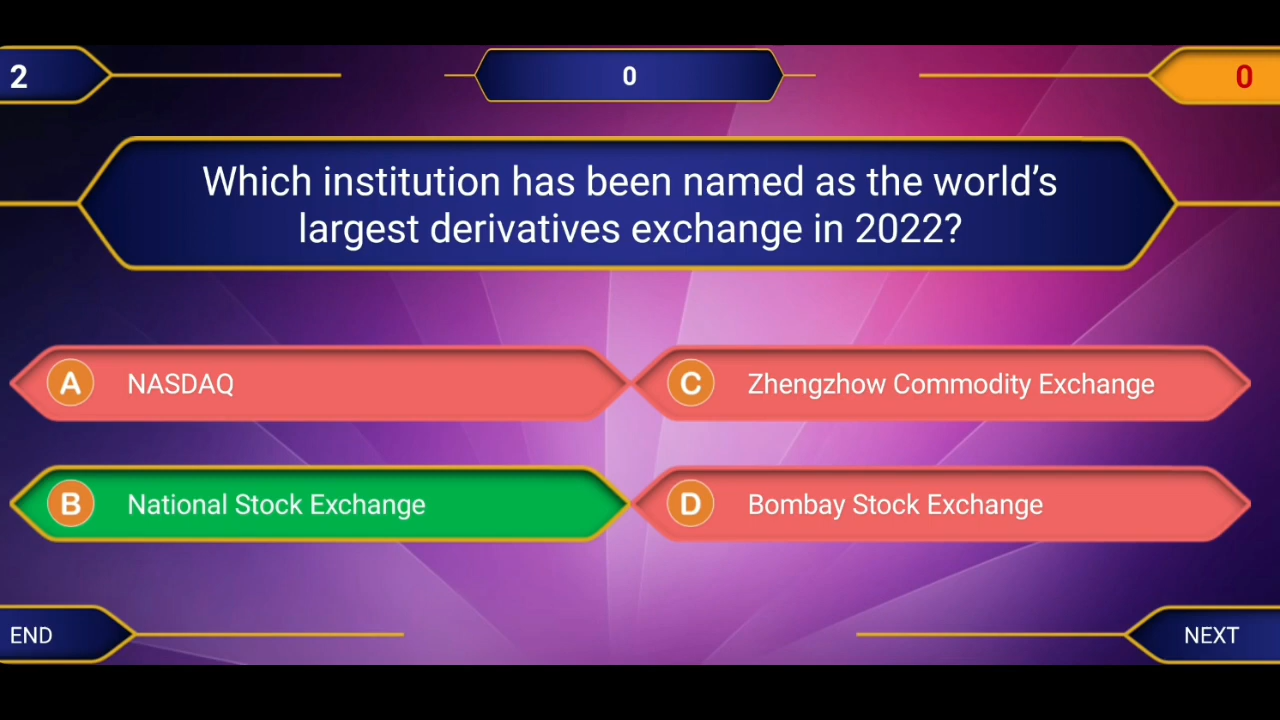 2
0
0
Which institution has been named as the world’s
largest derivatives exchange in 2022?
A NASDAQ
C Zhengzhow Commodity Exchange
B National Stock Exchange
D Bombay Stock Exchange
END
NEXT